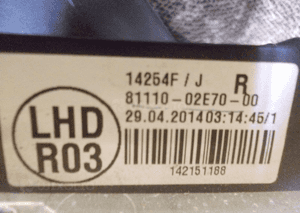 14254F / J R
81110-02E70-00
29.04.2014 03:14:45/1
LHD
R03
142151188